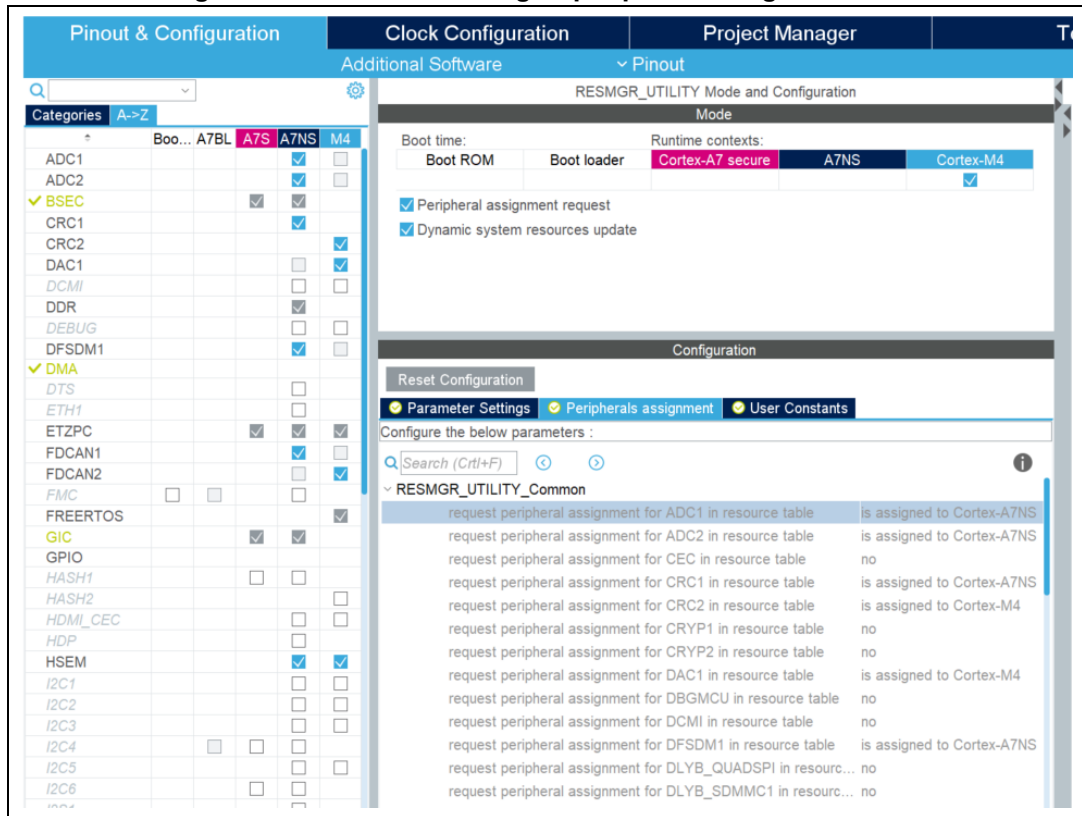 Pinout & Configuration
Clock Configuration
Project Manager
Additional Software
Pinout
Categories A->Z
Boo... A7BL A7S A7NS M4
ADC1
ADC2
BSEC
CRC1
CRC2
DAC1
DCMI
DDR
DEBUG
DFSDM1
DMA
DTS
ETH1
ETZPC
FDCAN1
FDCAN2
FMC
FREERTOS
GIC
GPIO
HASH1
HASH2
HDMI_CEC
HDP
HSEM
I2C1
I2C2
I2C3
I2C4
I2C5
I2C6
RESMGR_UTILITY Mode and Configuration
Mode
Boot time: Runtime contexts:
Boot ROM Boot loader Cortex-A7 secure A7NS Cortex-M4
Peripheral assignment request
Dynamic system resources update
Configuration
Reset Configuration
Parameter Settings Peripherals assignment User Constants
Configure the below parameters :
Search (Crtl+F)
RESMGR_UTILITY_Common
request peripheral assignment for ADC1 in resource table is assigned to Cortex-A7NS
request peripheral assignment for ADC2 in resource table is assigned to Cortex-A7NS
request peripheral assignment for CEC in resource table no
request peripheral assignment for CRC1 in resource table is assigned to Cortex-A7NS
request peripheral assignment for CRC2 in resource table is assigned to Cortex-M4
request peripheral assignment for CRYP1 in resource table no
request peripheral assignment for CRYP2 in resource table no
request peripheral assignment for DAC1 in resource table is assigned to Cortex-M4
request peripheral assignment for DBGMCU in resource table no
request peripheral assignment for DCMI in resource table no
request peripheral assignment for DFSDM1 in resource table is assigned to Cortex-A7NS
request peripheral assignment for DLYB_QUADSPI in resourc... no
request peripheral assignment for DLYB_SDMMC1 in resourc... no